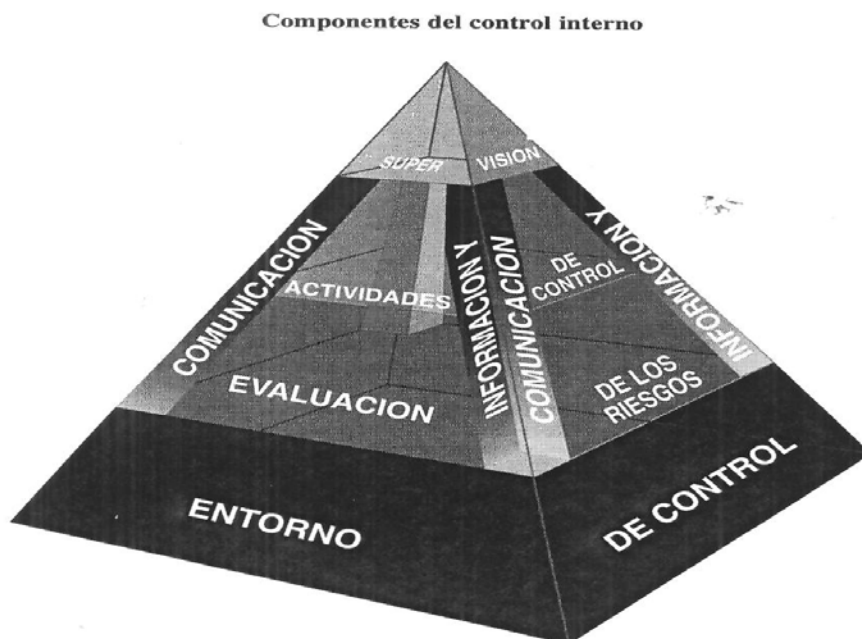 Componentes del control interno
SUPER VISION
COMUNICACION
INFORMACION Y
COMUNICACION
INFORMACION Y
ACTIVIDADES
DE
CONTROL
EVALUACION
DE LOS
RIESGOS
ENTORNO
DE CONTROL